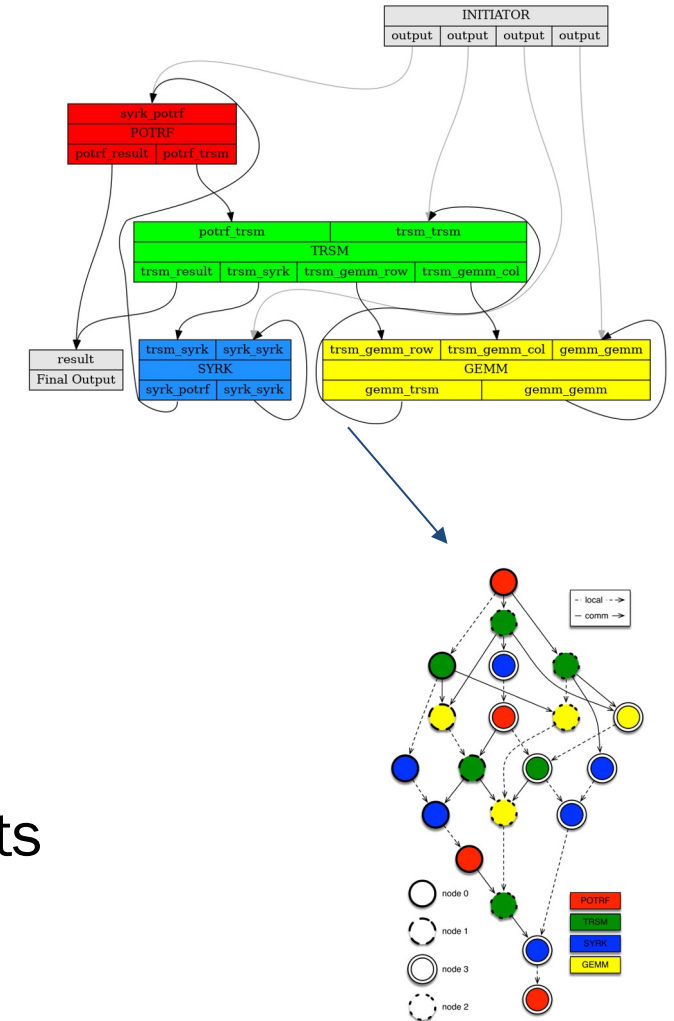 INITIATOR
output output output output
syrk_potrf
POTRF
potrf_result potrf_trsm
potrf_trsm trsm_trsm
TRSM
trsm_result trsm_syrk trsm_gemm_row trsm_gemm_col
result
Final Output
trsm_syrk syrk_syrk
SYRK
syrk_potrf syrk_syrk
trsm_gemm_row trsm_gemm_col gemm_gemm
GEMM
gemm_trsm gemm_gemm
local
comm
ts
node 0
node 1
node 3
node 2
POTRF
TRSM
SYRK
GEMM